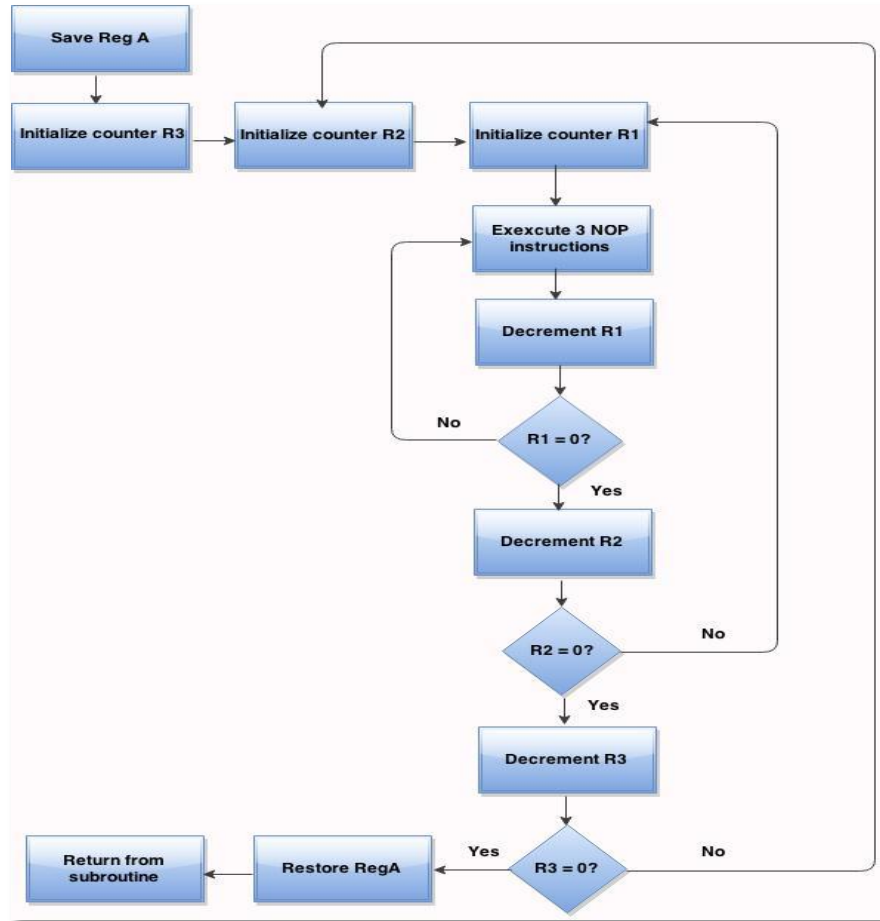 Save Reg A
Initialize counter R3
Initialize counter R2
Initialize counter R1
Exexcute 3 NOP
instructions
Decrement R1
No
R1 = 0?
Yes
Decrement R2
R2 = 0?
No
Yes
Decrement R3
Return from
subroutine
Restore RegA
Yes
R3 = 0?
No